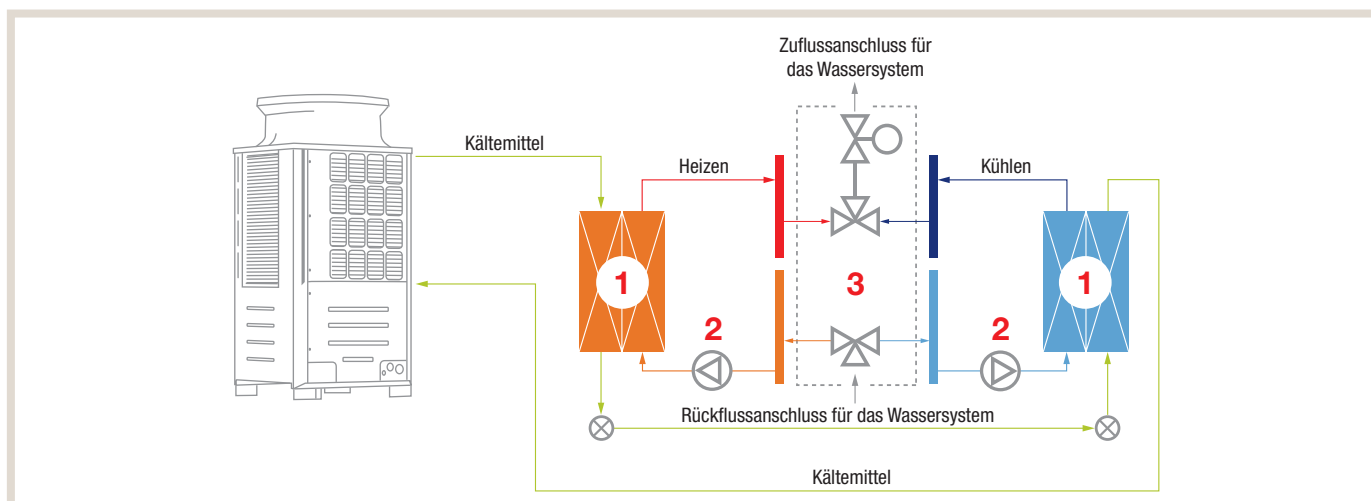 Zuflussanschluss für
das Wassersystem
Kältemittel
Heizen
Kühlen
1
3
1
2
2
Rückflussanschluss für das Wassersystem
Kältemittel